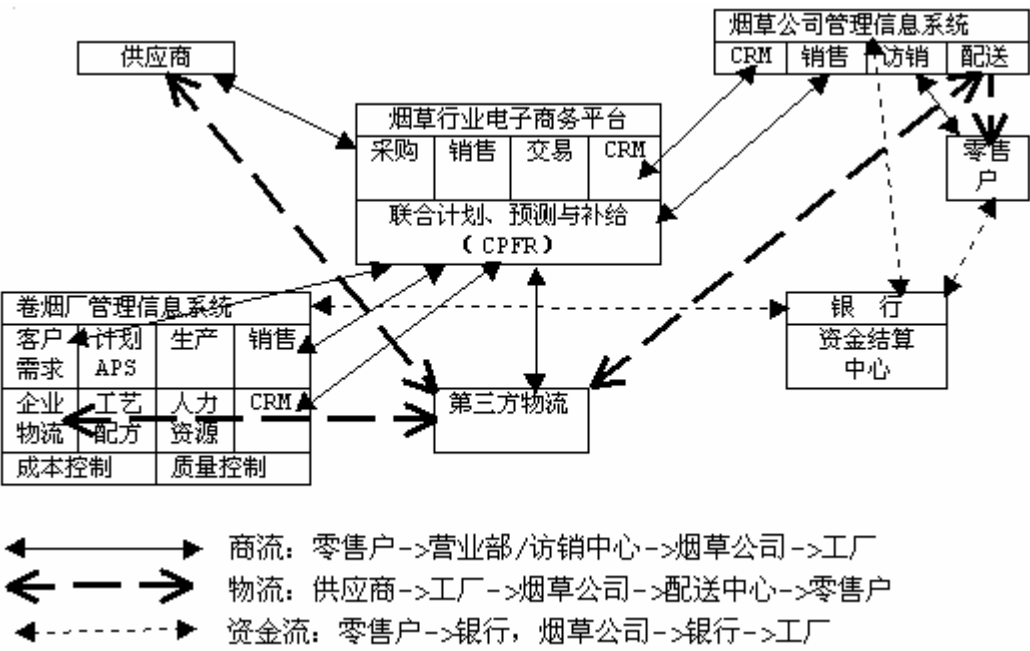 供应商
烟草公司管理信息系统
CRM 销售 访销 配送
烟草行业电子商务平台
采购 销售 交易 CRM
联合计划、预测与补给
(CPFR)
零售
户
卷烟厂管理信息系统
客户 计划 生产 销售
需求 APS
企业 工艺 人力 CRM
物流 配方 资源
成本控制 质量控制
第三方物流
银 行
资金结算
中心
商流：零售户->营业部/访销中心->烟草公司->工厂
物流：供应商->工厂->烟草公司->配送中心->零售户
资金流：零售户->银行，烟草公司->银行->工厂